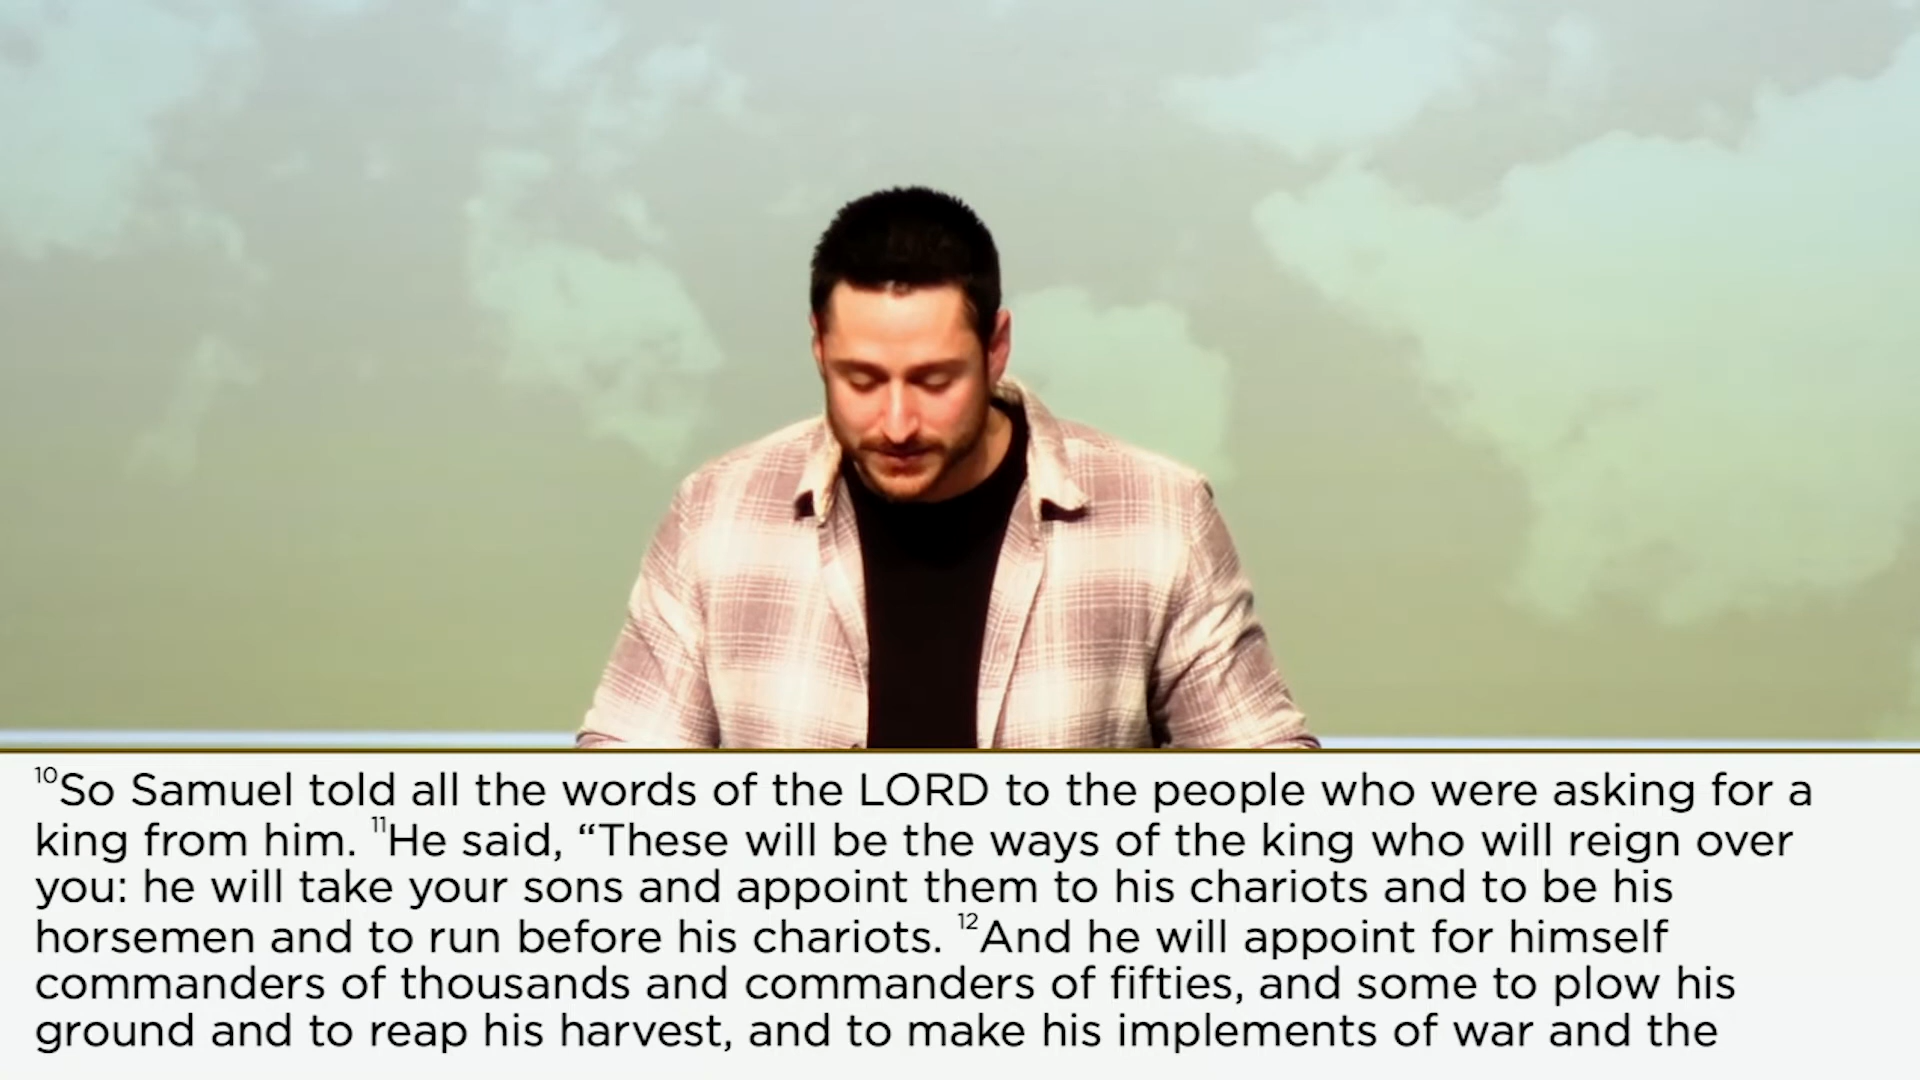 ¹⁰So Samuel told all the words of the LORD to the people who were asking for a
king from him. ¹¹He said, “These will be the ways of the king who will reign over
you: he will take your sons and appoint them to his chariots and to be his
horsemen and to run before his chariots. ¹²And he will appoint for himself
commanders of thousands and commanders of fifties, and some to plow his
ground and to reap his harvest, and to make his implements of war and the